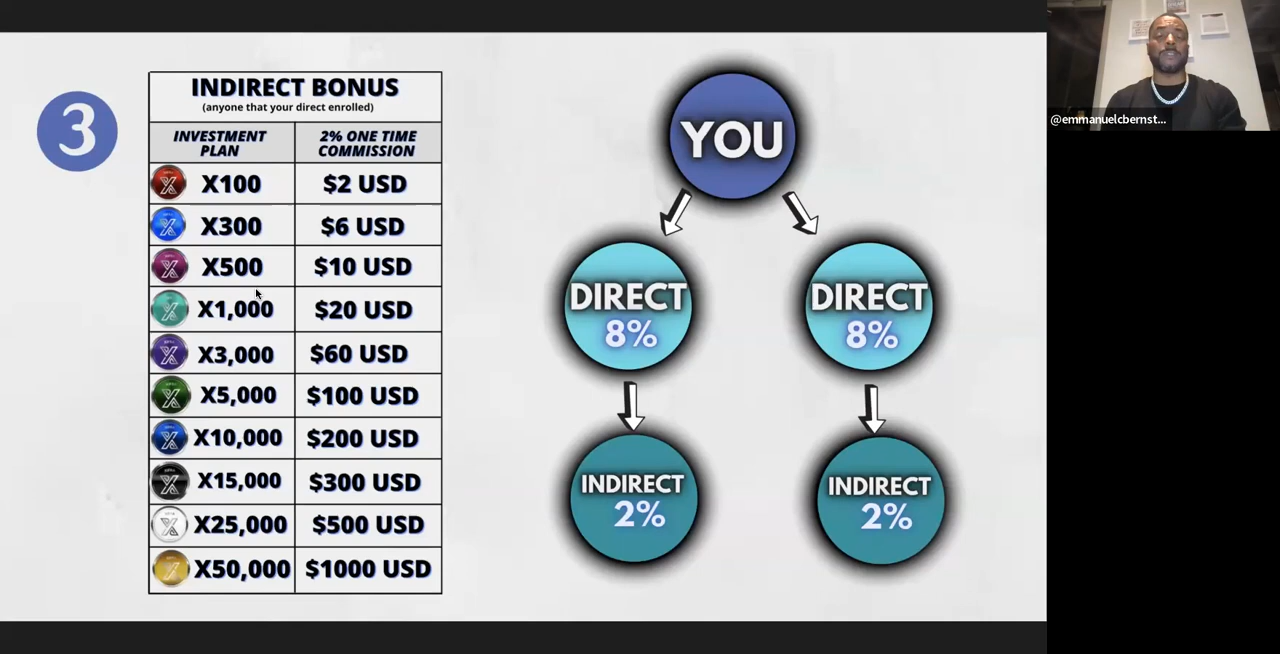 3
INDIRECT BONUS
(anyone that your direct enrolled)
INVESTMENT
PLAN
2% ONE TIME
COMMISSION
X100
$2 USD
X300
$6 USD
X500
$10 USD
X1,000
$20 USD
X3,000
$60 USD
X5,000
$100 USD
X10,000
$200 USD
X15,000
$300 USD
X25,000
$500 USD
X50,000
$1000 USD
YOU
DIRECT
8%
DIRECT
8%
INDIRECT
2%
INDIRECT
2%
@emmanuelcbernst...